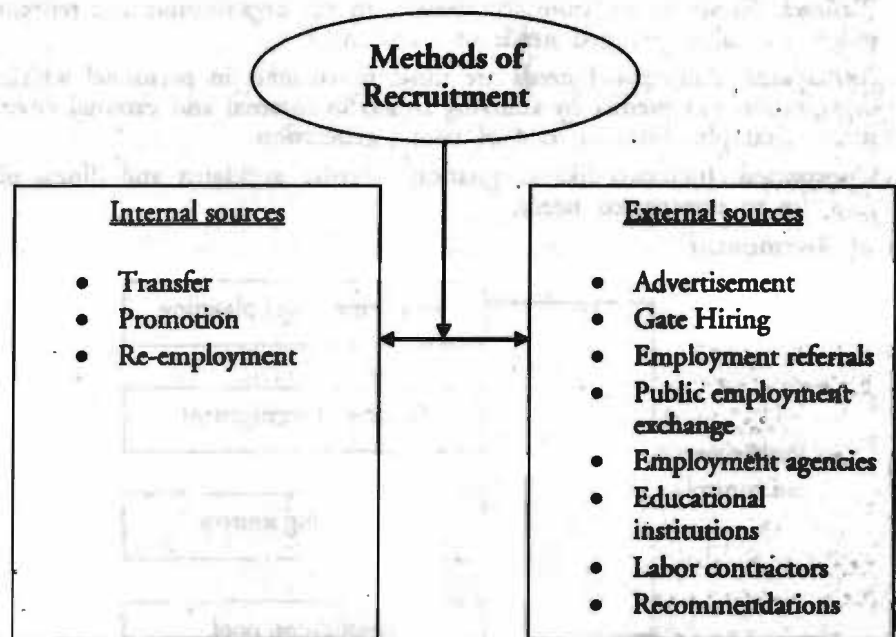 Methods of
Recruitment
Internal sources
• Transfer
• Promotion
• Re-employment
External sources
• Advertisement
• Gate Hiring
• Employment referrals
• Public employment
exchange
• Employment agencies
• Educational
institutions
• Labor contractors
• Recommendations